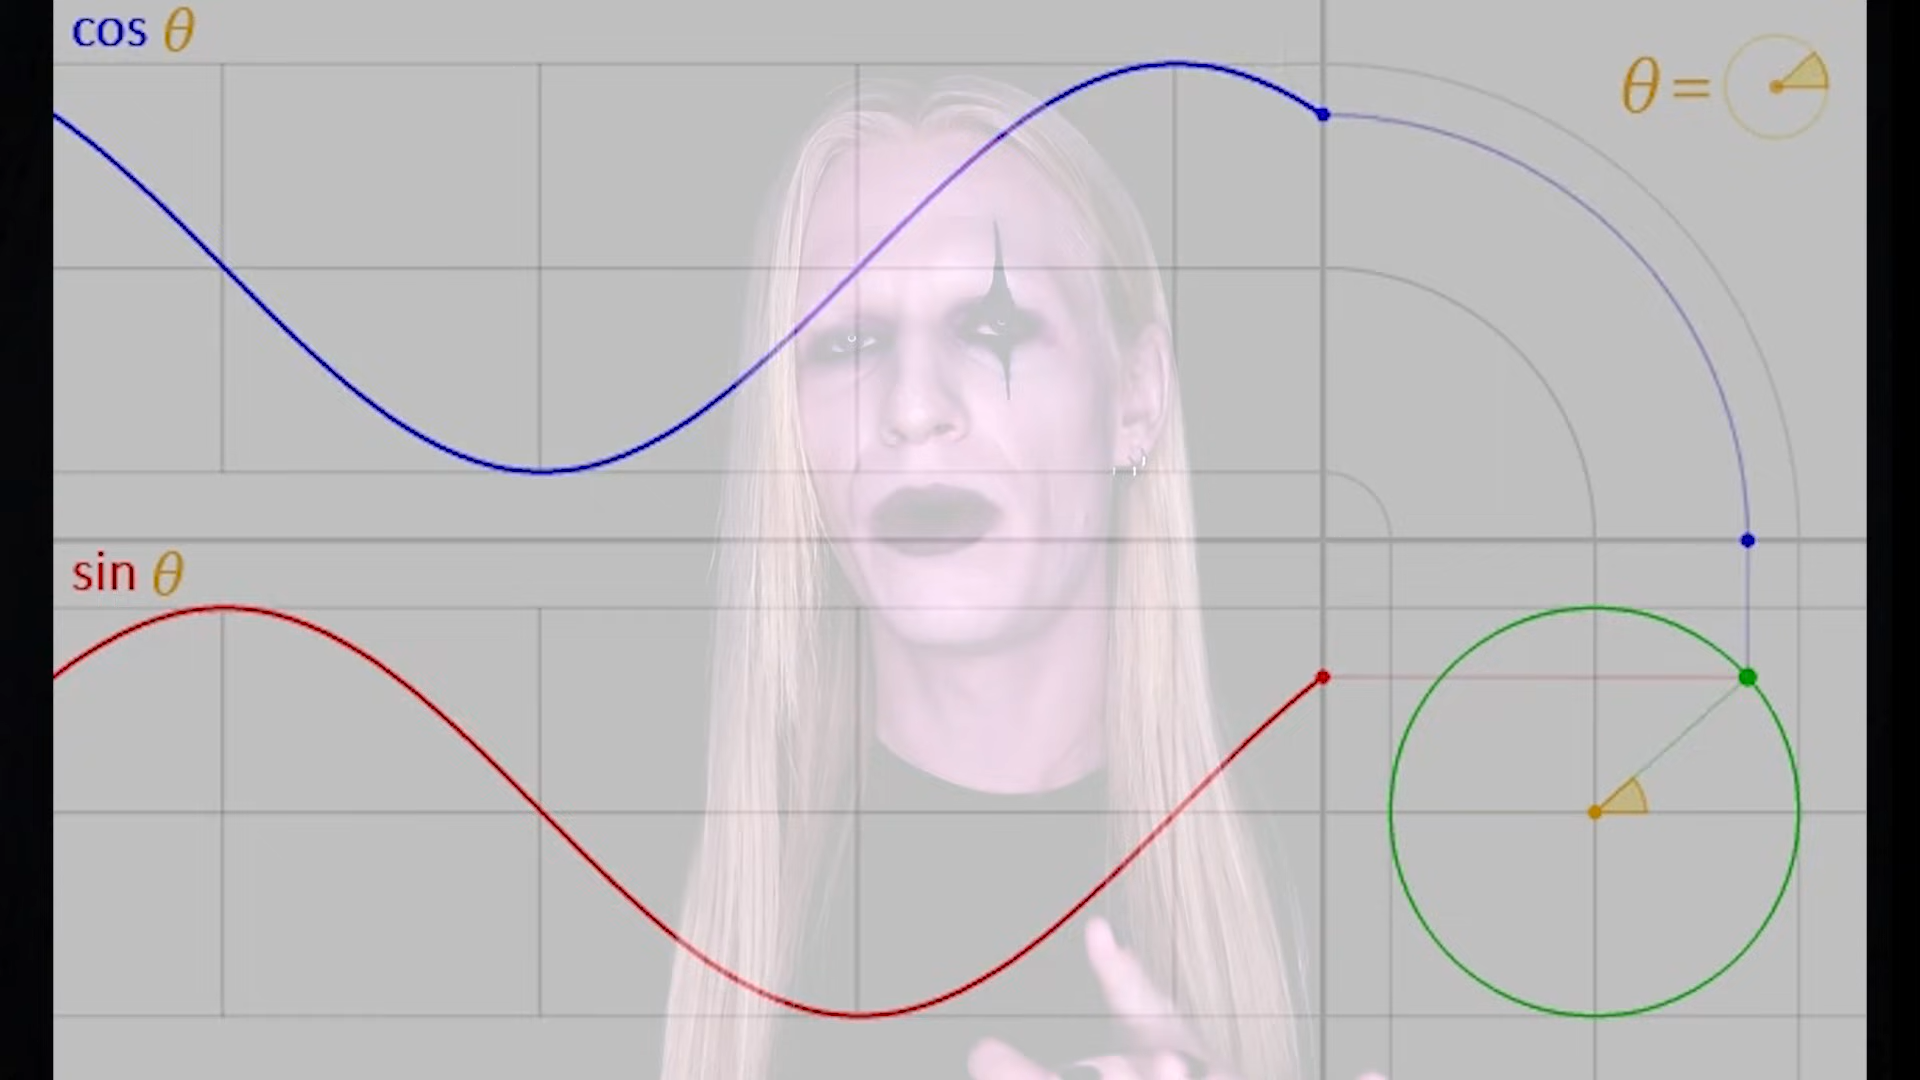 cos θ
θ =
sin θ